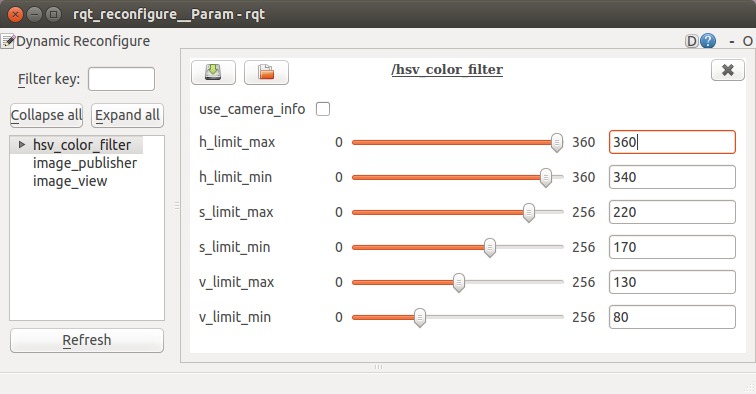 rqt_reconfigure__Param - rqt
Dynamic Reconfigure
D ? - O
Filter key:
Collapse all Expand all
hsv_color_filter
image_publisher
image_view
Refresh
/hsv_color_filter
use_camera_info
h_limit_max 0 360 360
h_limit_min 0 360 340
s_limit_max 0 256 220
s_limit_min 0 256 170
v_limit_max 0 256 130
v_limit_min 0 256 80